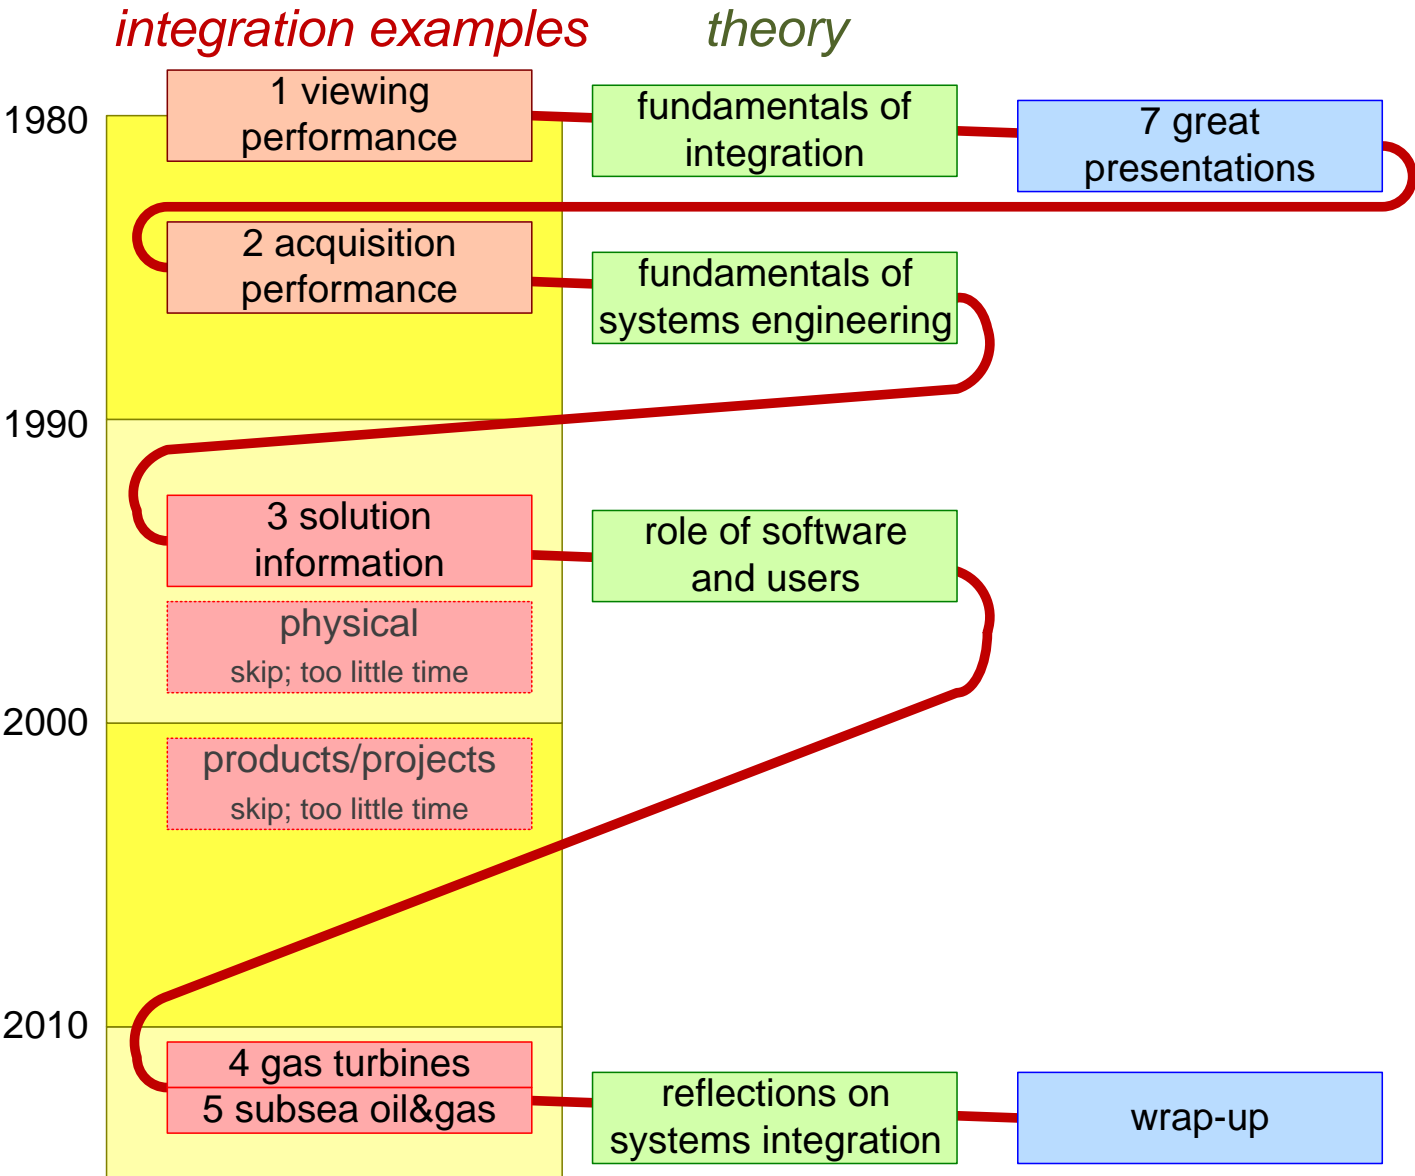 integration examples
theory
1980
1 viewing
performance
fundamentals of
integration
7 great
presentations
2 acquisition
performance
fundamentals of
systems engineering
1990
3 solution
information
role of software
and users
physical
skip; too little time
2000
products/projects
skip; too little time
2010
4 gas turbines
5 subsea oil&gas
reflections on
systems integration
wrap-up